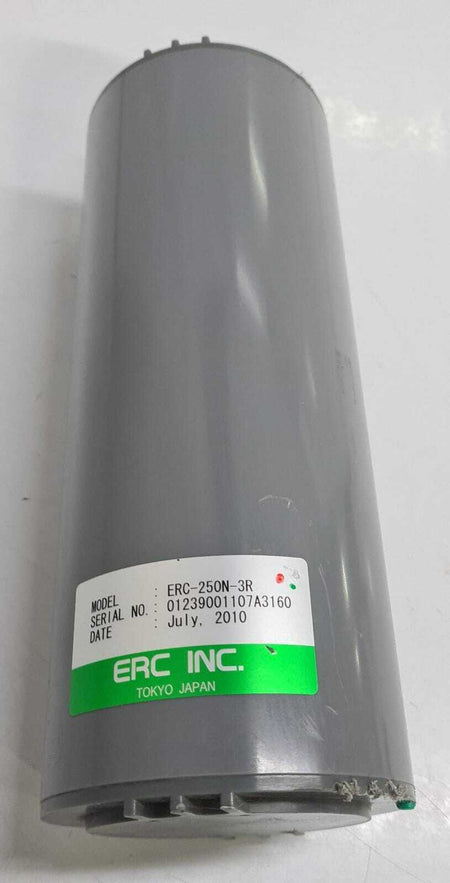 MODEL : ERC-250N-3R
SERIAL NO. : 01239001107A3160
DATE : July, 2010
ERC INC.
TOKYO JAPAN